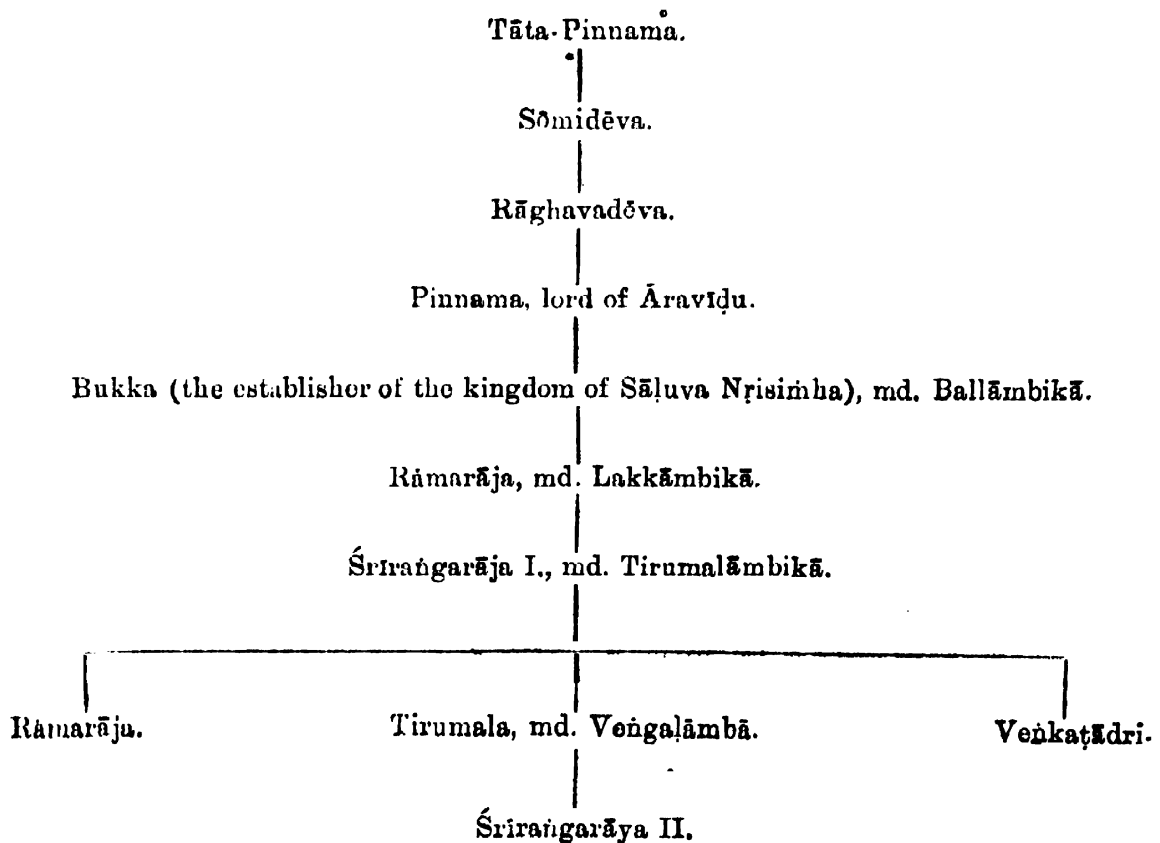 Tāta-Pinnama.
Sōmidēva.
Rāghavadēva.
Pinnama, lord of Āravīḍu.
Bukka (the establisher of the kingdom of Sāḷuva Nṛisiṁha), md. Ballāmbikā.
Rāmarāja, md. Lakkāmbikā.
Śrīraṅgarāja I., md. Tirumalāmbikā.
Rāmarāja. Tirumala, md. Veṅgaḷāmbā. Veṅkaṭādri.
Śrīraṅgarāya II.